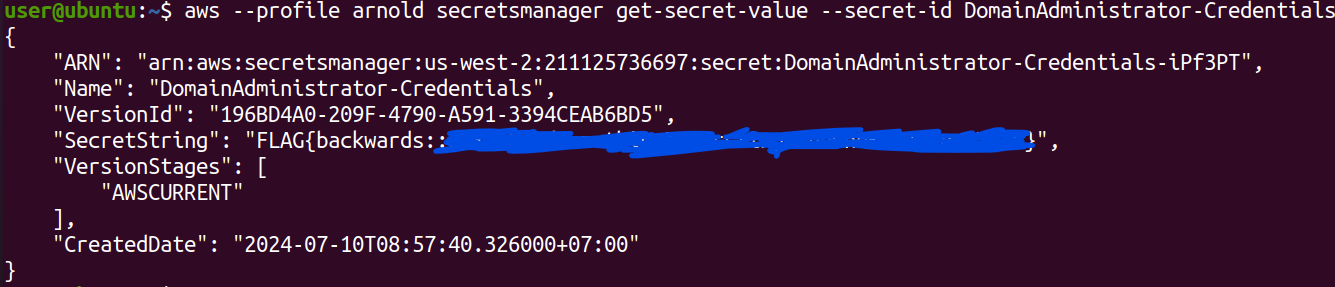 user@ubuntu:~$ aws --profile arnold secretsmanager get-secret-value --secret-id DomainAdministrator-Credentials
{
    "ARN": "arn:aws:secretsmanager:us-west-2:211125736697:secret:DomainAdministrator-Credentials-iPf3PT",
    "Name": "DomainAdministrator-Credentials",
    "VersionId": "196BD4A0-209F-4790-A591-3394CEAB6BD5",
    "SecretString": "FLAG{backwards::}",
    "VersionStages": [
        "AWSCURRENT"
    ],
    "CreatedDate": "2024-07-10T08:57:40.326000+07:00"
}